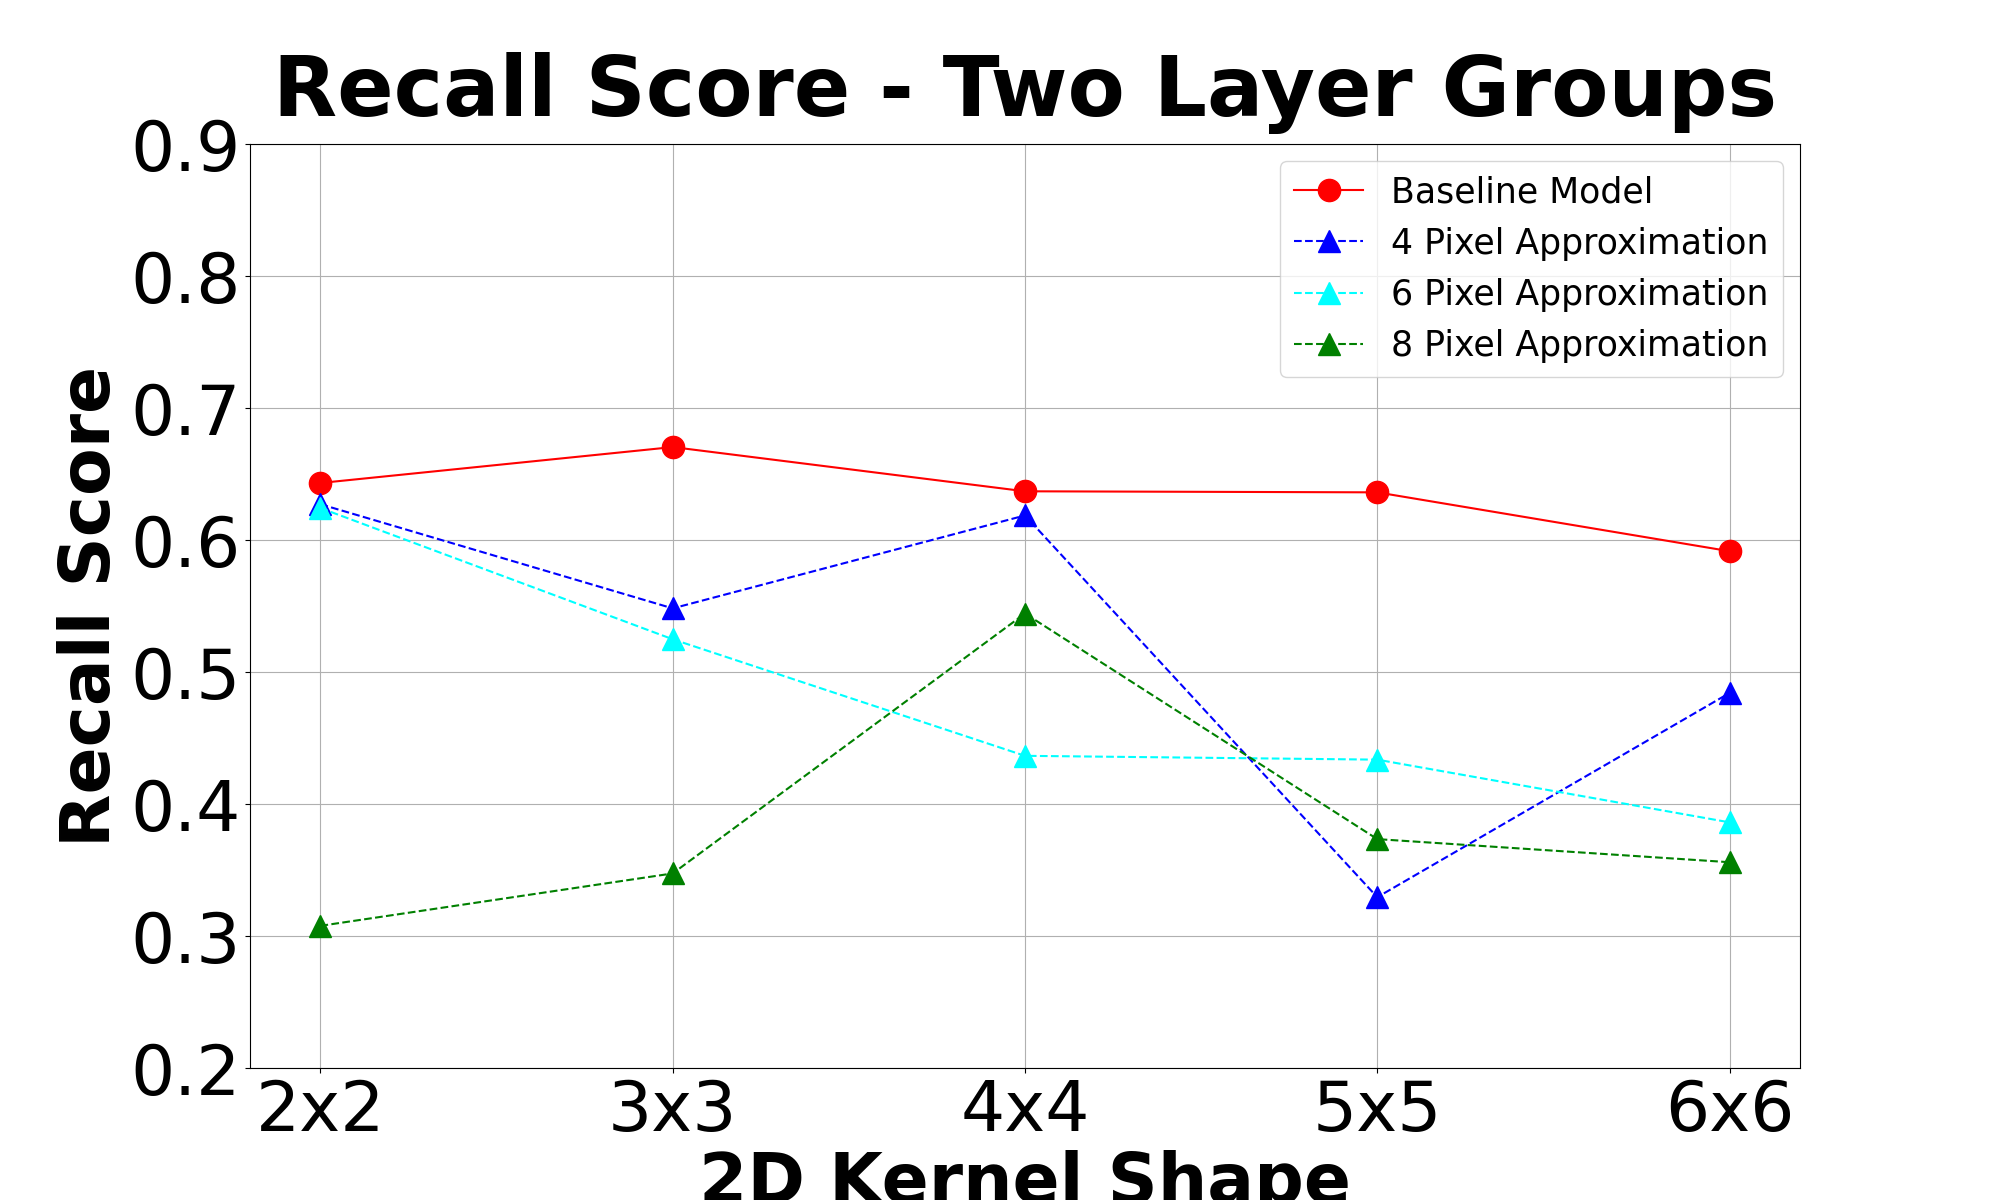 Recall Score - Two Layer Groups
0.9
0.8
0.7
0.6
0.5
0.4
0.3
0.2
Recall Score
Baseline Model
4 Pixel Approximation
6 Pixel Approximation
8 Pixel Approximation
2x2 3x3 4x4 5x5 6x6
2D Kernel Shape